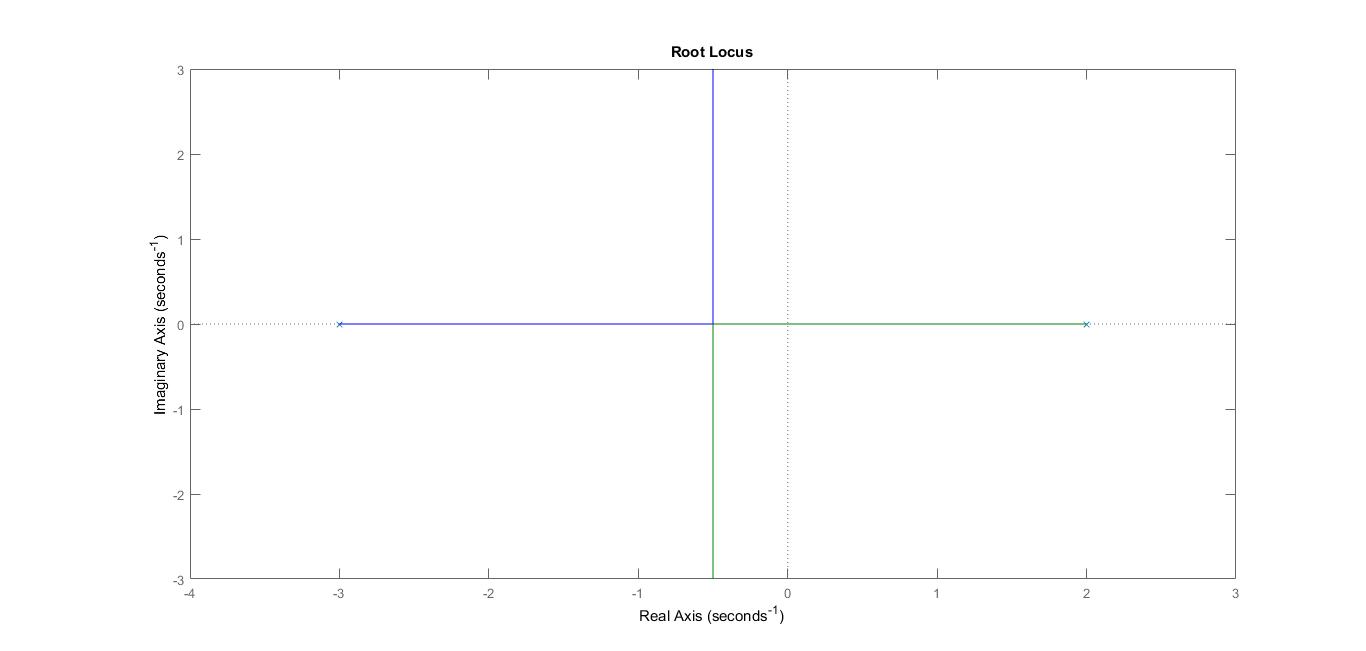 Root Locus
3
2
1
0
-1
-2
-3
Imaginary Axis (seconds⁻¹)
-4 -3 -2 -1 0 1 2 3
Real Axis (seconds⁻¹)